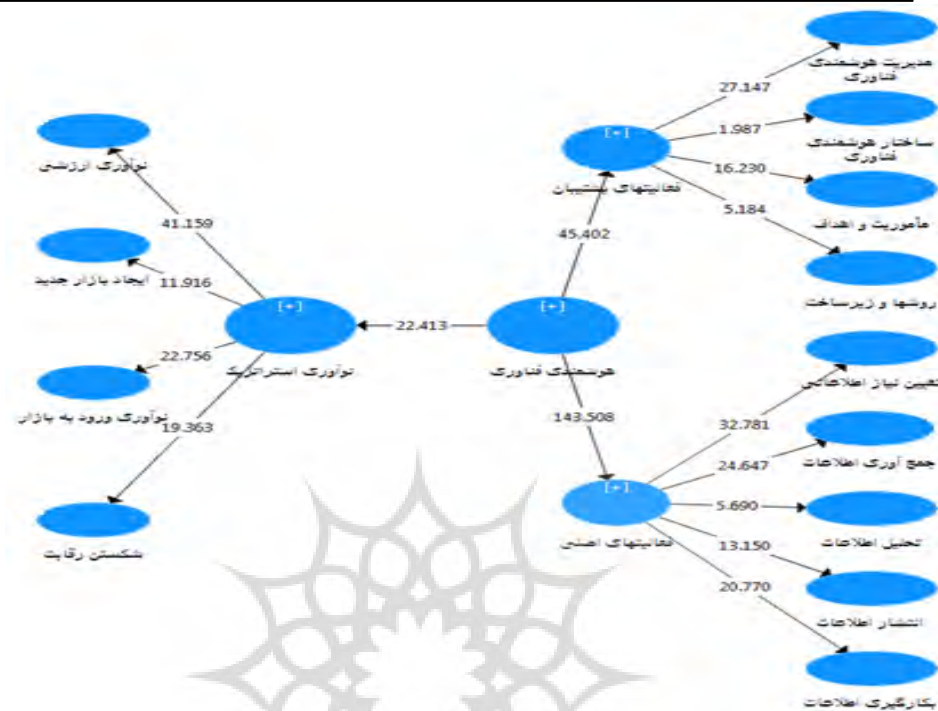 مدیریت هوشمندی
فناوری
27.147
1.987
ساختار هوشمندی
فناوری
[+]
نوآوری ارزشی
فعالیتهای پشتیبان
16.230
مأموریت و اهداف
5.184
41.159
45.402
ایجاد بازار جدید
11.916
روشها و زیرساخت
[+]
22.413
22.756
نوآوری استراتژیک
هوشمندی فناوری
تعیین نیاز اطلاعاتی
نوآوری ورود به بازار
19.363
143.508
32.781
24.647
جمع آوری اطلاعات
[+]
5.690
شکستن رقابت
فعالیتهای اصلی
13.150
تحلیل اطلاعات
20.770
انتشار اطلاعات
بکارگیری اطلاعات